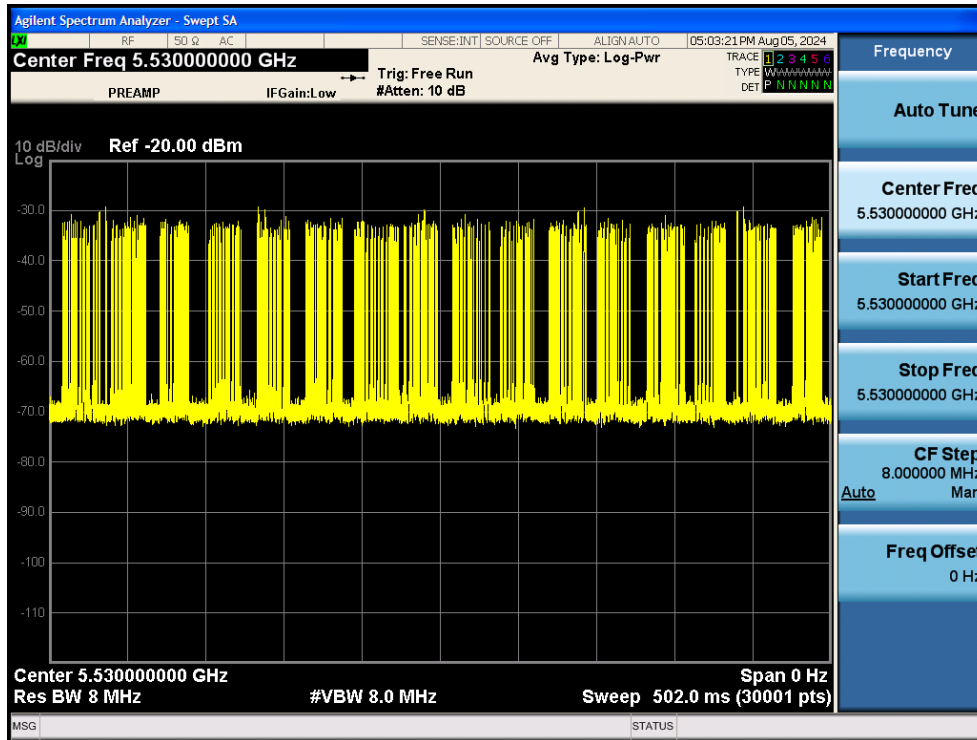 Agilent Spectrum Analyzer - Swept SA
LXI RF 50 Ω AC SENSE:INT SOURCE OFF ALIGN AUTO 05:03:21 PM Aug 05, 2024
Center Freq 5.530000000 GHz
PREAMP IFGain:Low
Trig: Free Run
#Atten: 10 dB
Avg Type: Log-Pwr
TRACE 1 2 3 4 5 6
TYPE W
DET P N N N N N
10 dB/div Ref -20.00 dBm
Log
-30.0
-40.0
-50.0
-60.0
-70.0
-80.0
-90.0
-100
-110
Center 5.530000000 GHz Span 0 Hz
Res BW 8 MHz #VBW 8.0 MHz Sweep 502.0 ms (30001 pts)
MSG STATUS
Frequency
Auto Tune
Center Freq
5.530000000 GHz
Start Freq
5.530000000 GHz
Stop Freq
5.530000000 GHz
CF Step
8.000000 MHz
Auto Man
Freq Offset
0 Hz